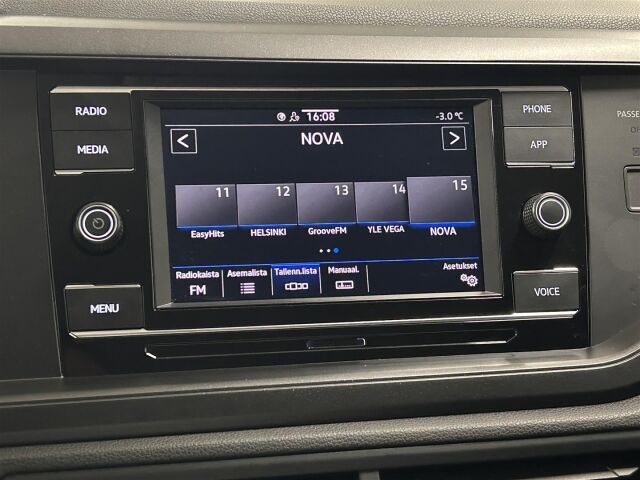 RADIO
MEDIA
MENU
PHONE
APP
VOICE
16:08
-3.0 °C
<
NOVA
>
11
12
13
14
15
EasyHits
HELSINKI
GrooveFM
YLE VEGA
NOVA
Radiokaista
Asemalista
Tallenn.lista
Manuaal.
Asetukset
FM
PASSE